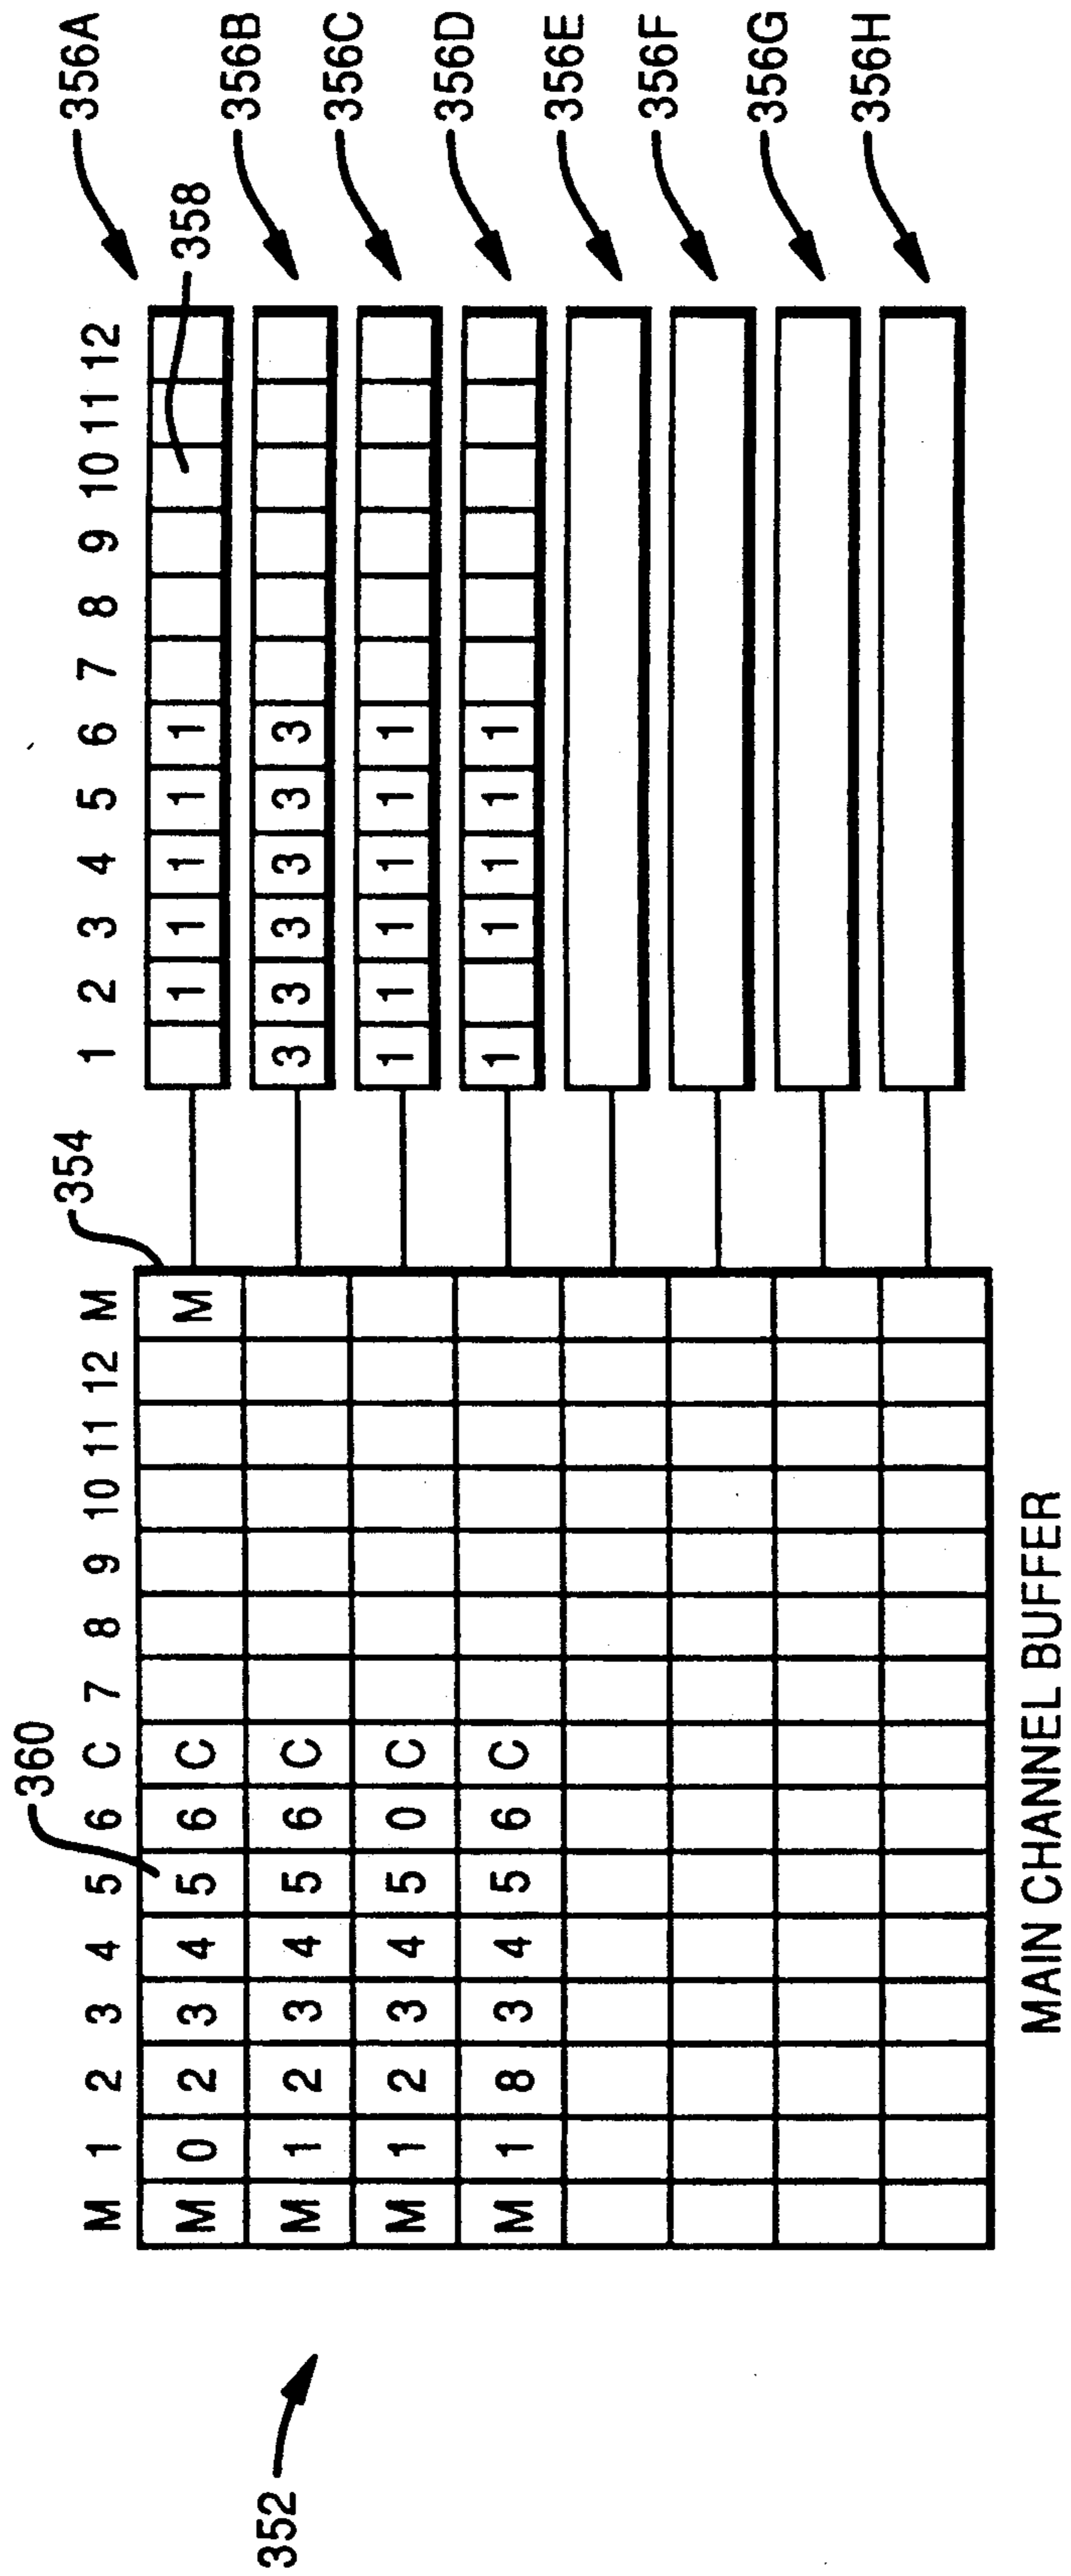 352
360
354
358
M 1 2 3 4 5 6 C 7 8 9 10 11 12 M
1 2 3 4 5 6 7 8 9 10 11 12
M 0 2 3 4 5 6 C M
1 1 1 1 1
356A
M 1 2 3 4 5 6 C
3 3 3 3 3 3
356B
M 1 2 3 4 5 0 C
1 1 1 1 1 1
356C
M 1 8 3 4 5 6 C
1 1 1 1 1
356D
356E
356F
356G
356H
MAIN CHANNEL BUFFER